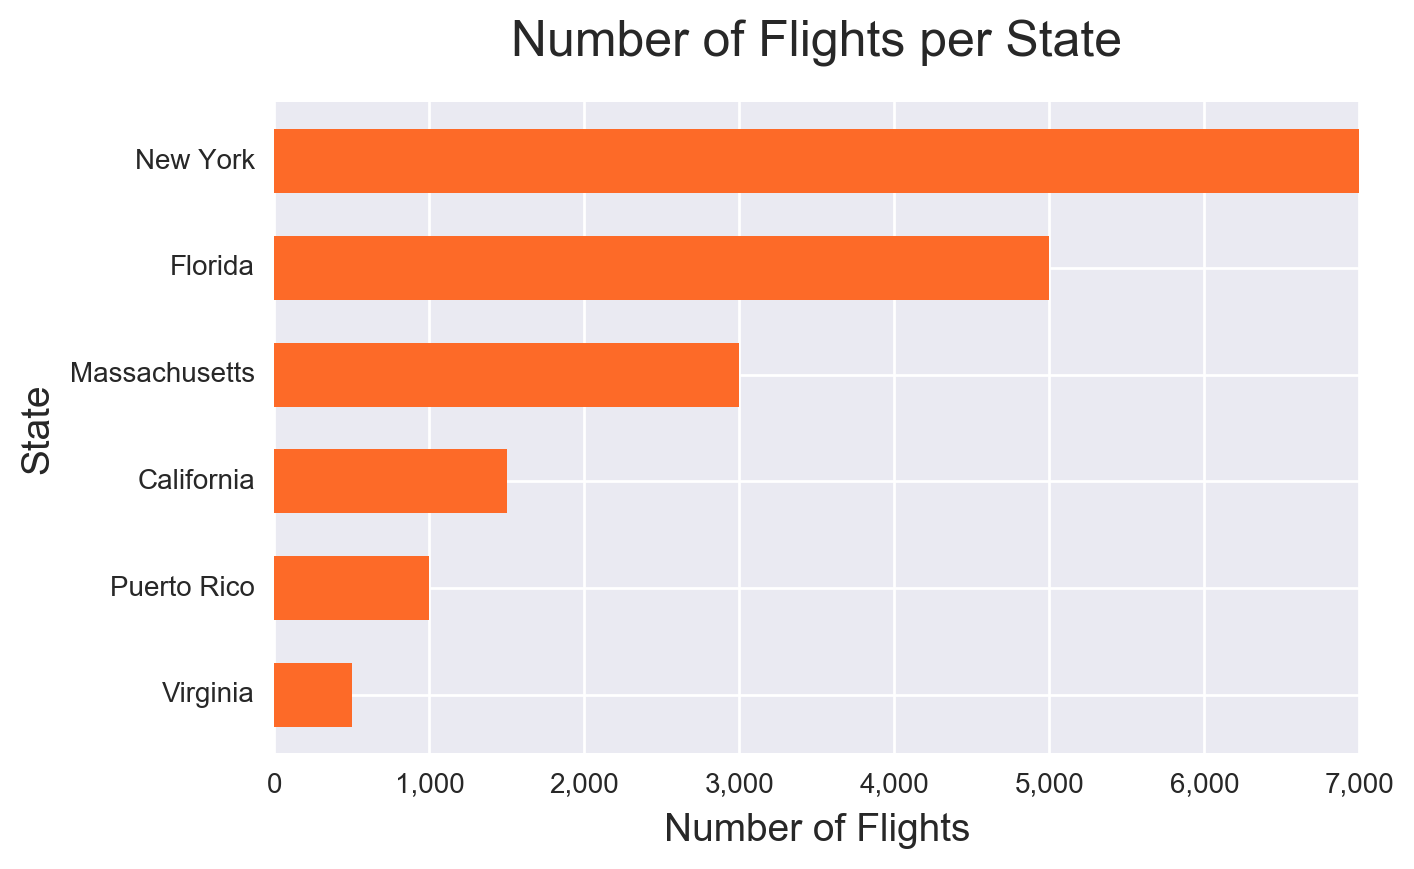 Number of Flights per State
New York
Florida
Massachusetts
California
Puerto Rico
Virginia
State
0 1,000 2,000 3,000 4,000 5,000 6,000 7,000
Number of Flights